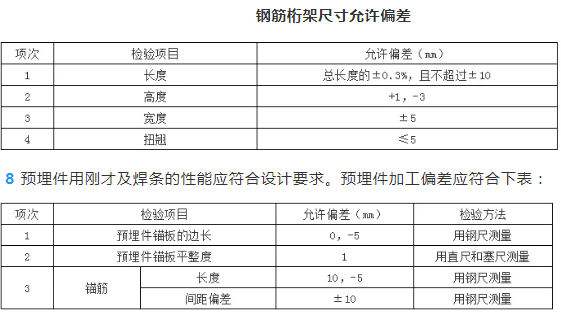 钢筋桁架尺寸允许偏差
项次 检验项目 允许偏差（mm）
1 长度 总长度的±0.3%，且不超过±10
2 高度 +1，-3
3 宽度 ±5
4 扭翘 ≤5
8 预埋件用刚才及焊条的性能应符合设计要求。预埋件加工偏差应符合下表：
项次 检验项目 允许偏差（mm） 检验方法
1 预埋件锚板的边长 0，-5 用钢尺测量
2 预埋件锚板平整度 1 用直尺和塞尺测量
3 锚筋 长度 10，-5 用钢尺测量
间距偏差 ±10 用钢尺测量